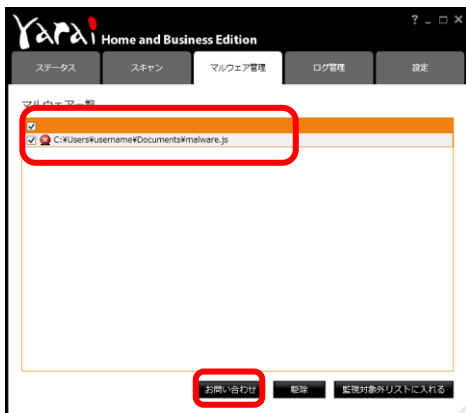 Yarai Home and Business Edition
? _ □ ×
ステータス スキャン マルウェア管理 ログ管理 設定
マルウェア一覧
C:¥Users¥username¥Documents¥malware.js
お問い合わせ 駆除 監視対象外リストに入れる